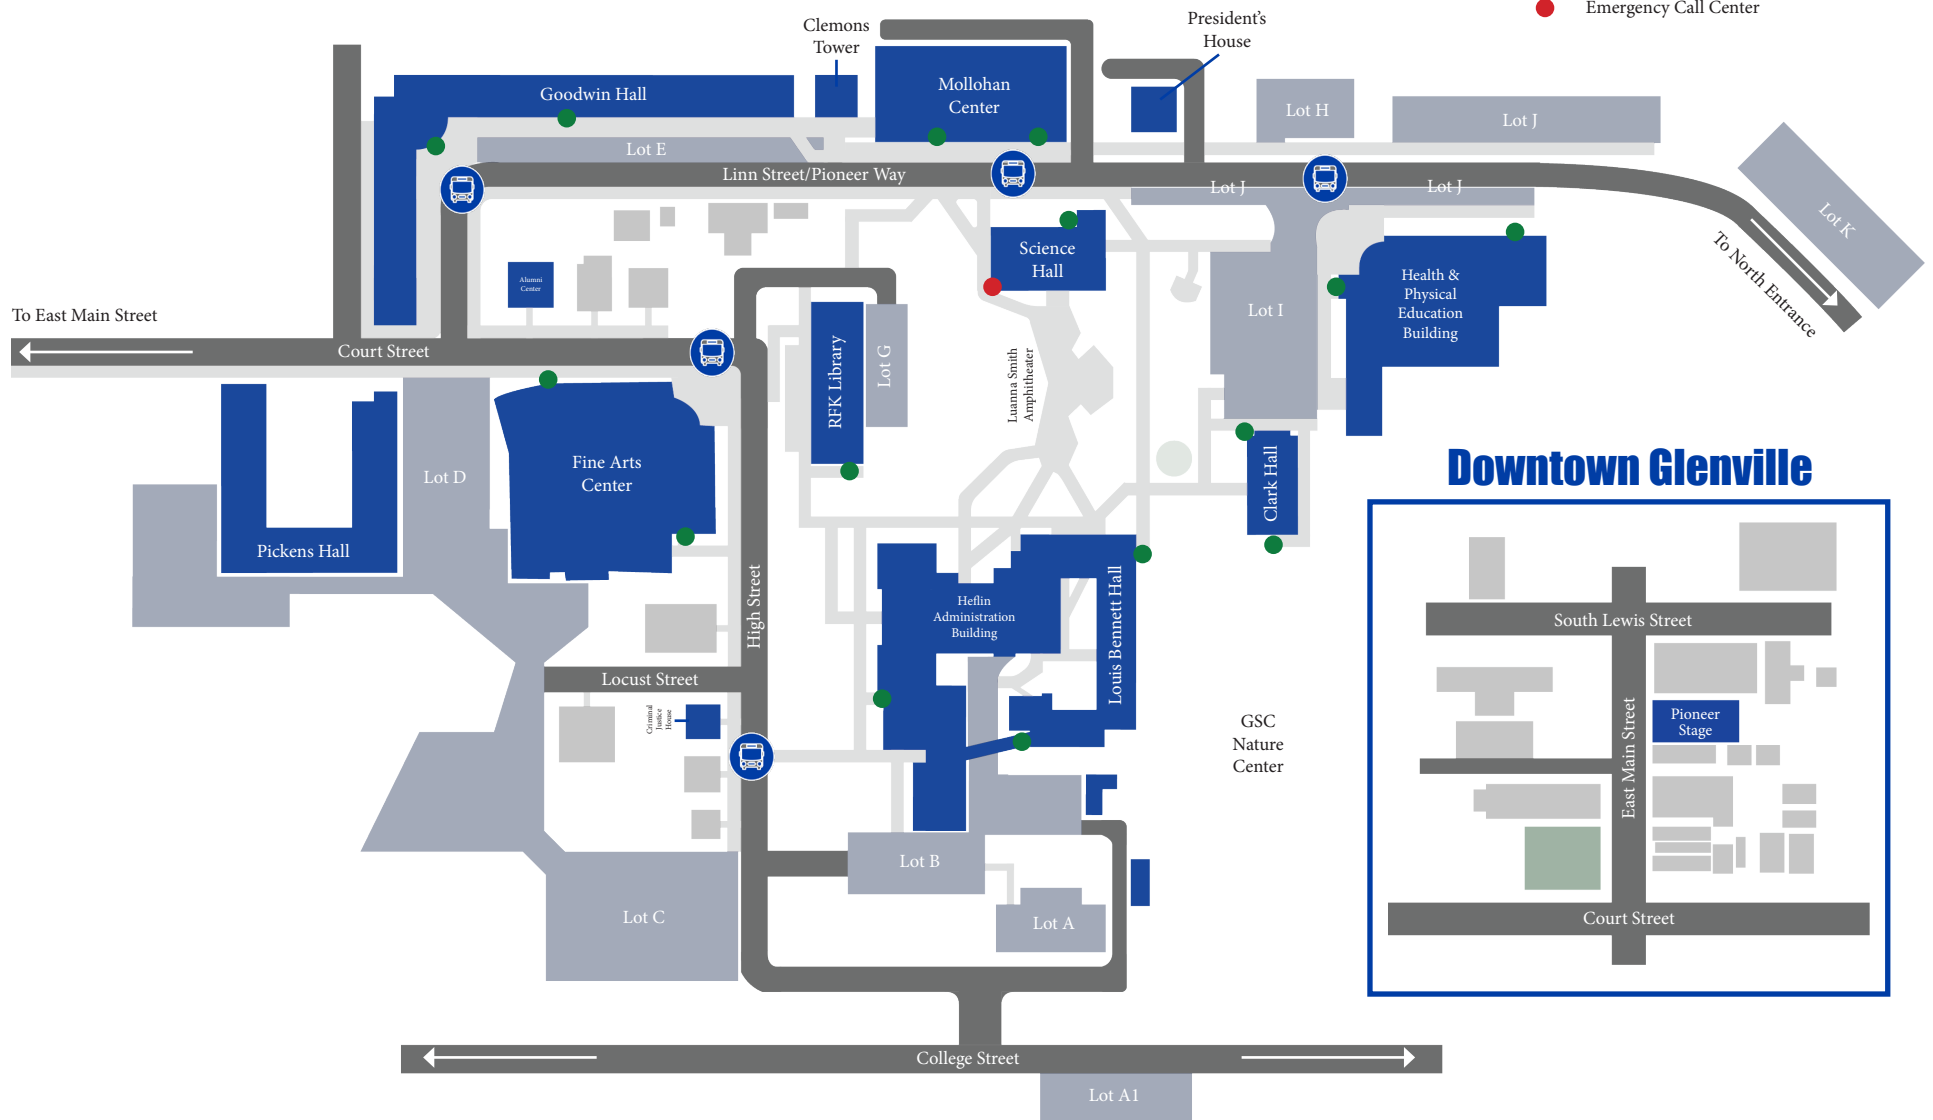 Emergency Call Center
Clemons
Tower
President's
House
Goodwin Hall
Mollohan
Center
Lot H
Lot J
Lot E
Linn Street/Pioneer Way
Lot J
Lot J
Lot K
To North Entrance
Science
Hall
Alumni
Center
Health &
Physical
Education
Building
To East Main Street
Court Street
RFK Library
Lot G
Luanna Smith
Amphitheater
Lot I
Fine Arts
Center
Lot D
Pickens Hall
Clark Hall
Downtown Glenville
High Street
Heflin
Administration
Building
Louis Bennett Hall
Locust Street
Criminal
Justice
House
GSC
Nature
Center
South Lewis Street
East Main Street
Pioneer
Stage
Court Street
Lot B
Lot C
Lot A
College Street
Lot A1